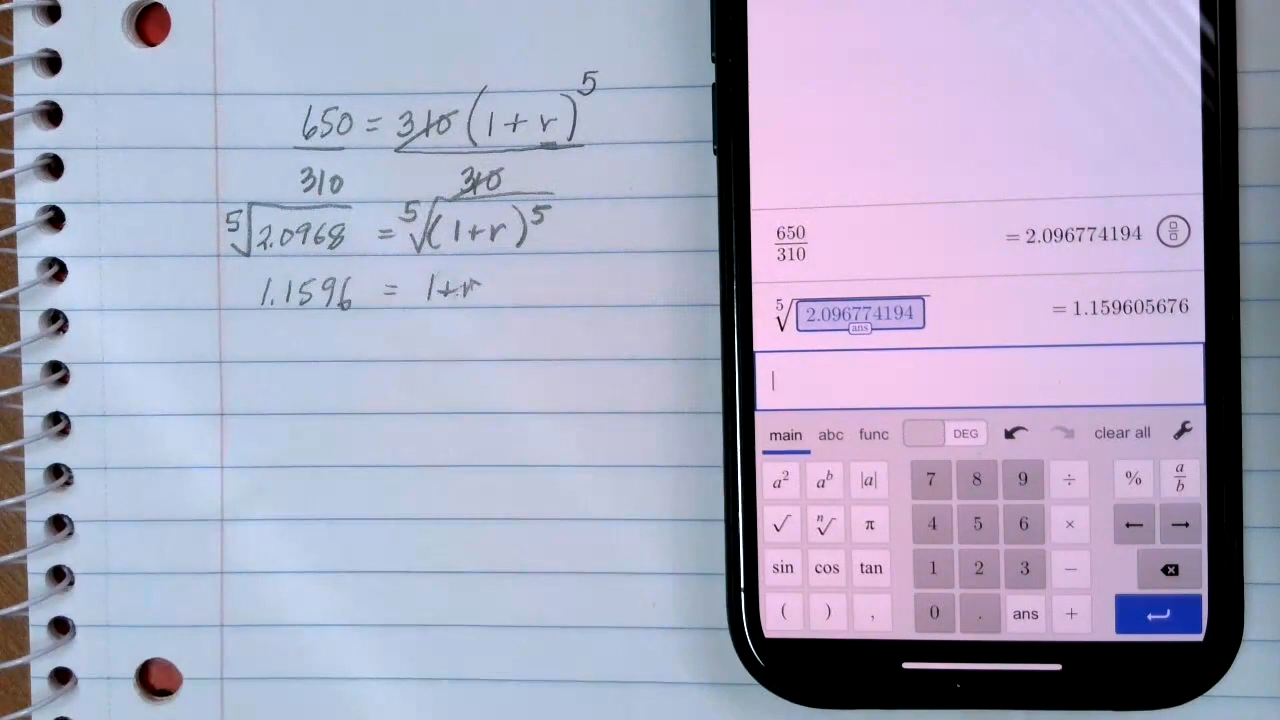 650 = 310 (1 + r)^5
310 310
⁵√2.0968 = ⁵√(1+r)^5
1.1596 = 1+r
650
310
= 2.096774194
⁵√2.096774194
ans
= 1.159605676
main abc func DEG clear all
a² a^b |a| 7 8 9 ÷ % a/b
√ ⁿ√ π 4 5 6 × ← →
sin cos tan 1 2 3 −
( ) , 0 . ans +